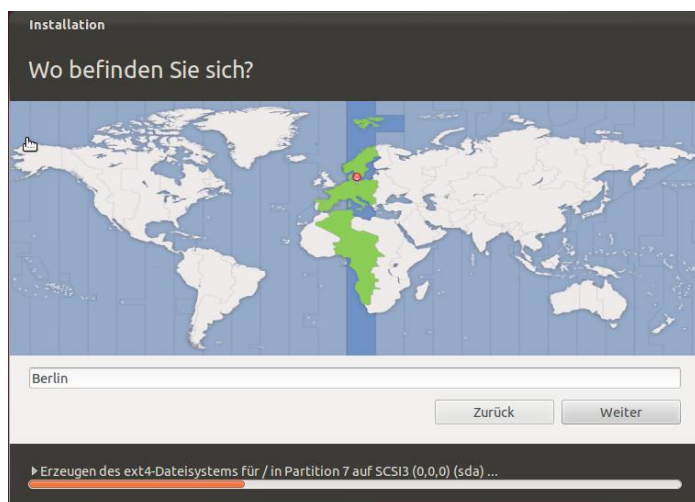 Installation
Wo befinden Sie sich?
Berlin
Zurück
Weiter
Erzeugen des ext4-Dateisystems für / in Partition 7 auf SCSI3 (0,0,0) (sda) ...